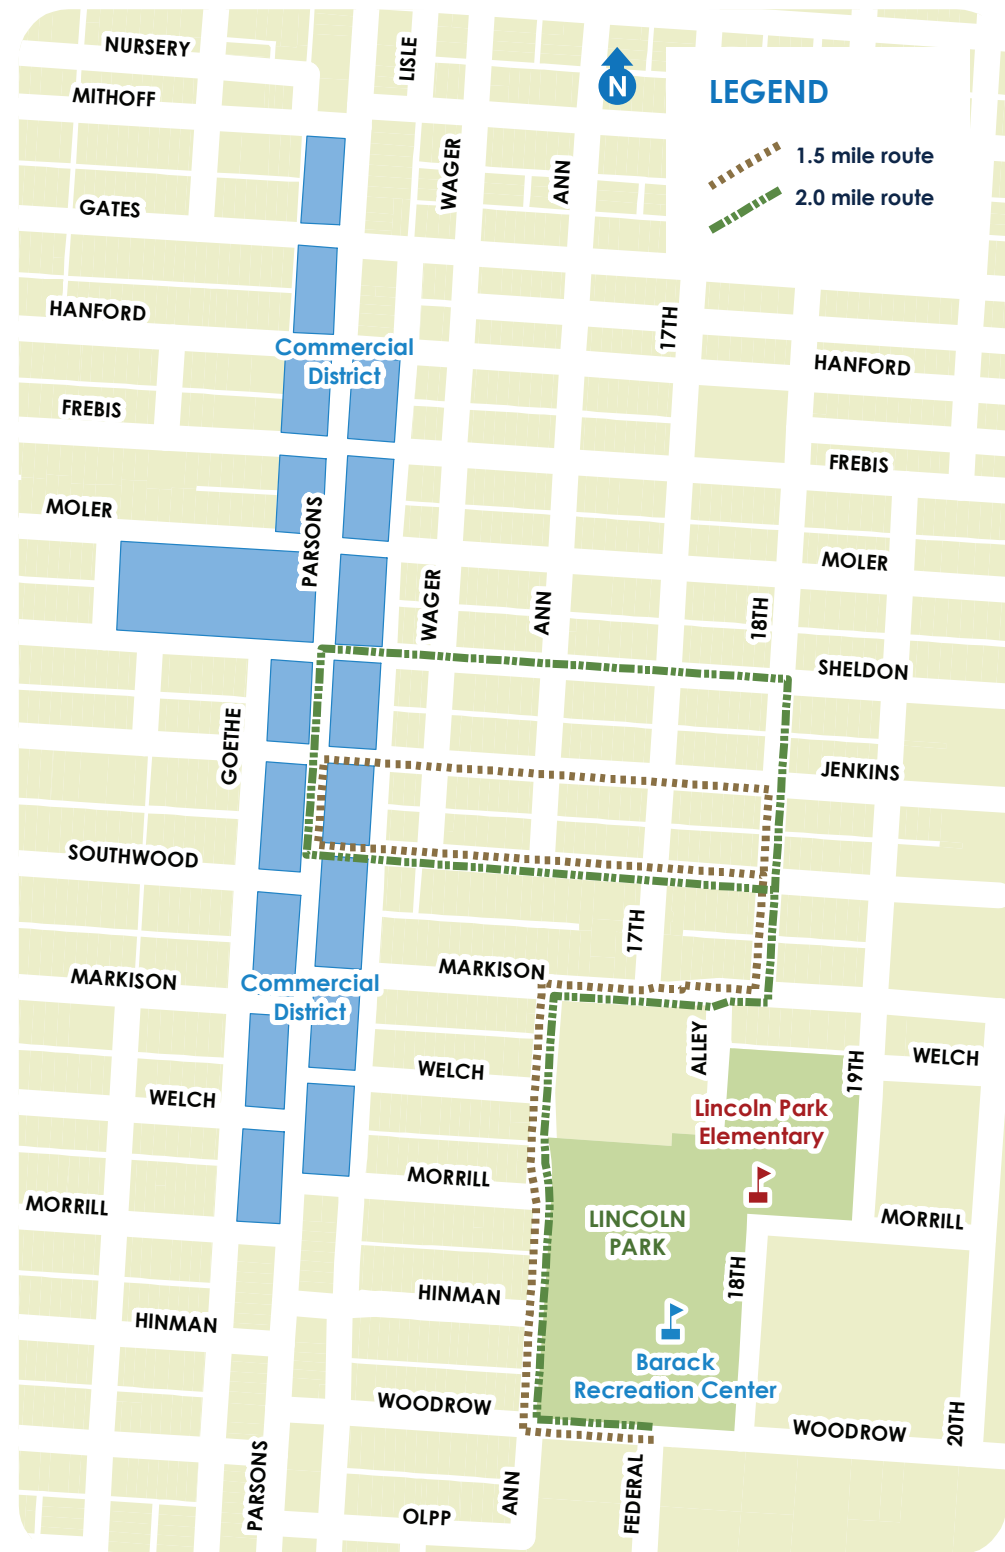 NURSERY
LISLE
MITHOFF
N
LEGEND
1.5 mile route
2.0 mile route
WAGER
ANN
GATES
HANFORD
17TH
Commercial
District
HANFORD
FREBIS
FREBIS
MOLER
PARSONS
MOLER
WAGER
ANN
18TH
SHELDON
GOETHE
JENKINS
SOUTHWOOD
17TH
MARKISON
MARKISON
Commercial
District
ALLEY
19TH
WELCH
WELCH
WELCH
Lincoln Park
Elementary
MORRILL
MORRILL
LINCOLN
PARK
MORRILL
18TH
HINMAN
HINMAN
Barack
Recreation Center
WOODROW
WOODROW
20TH
PARSONS
ANN
FEDERAL
OLPP